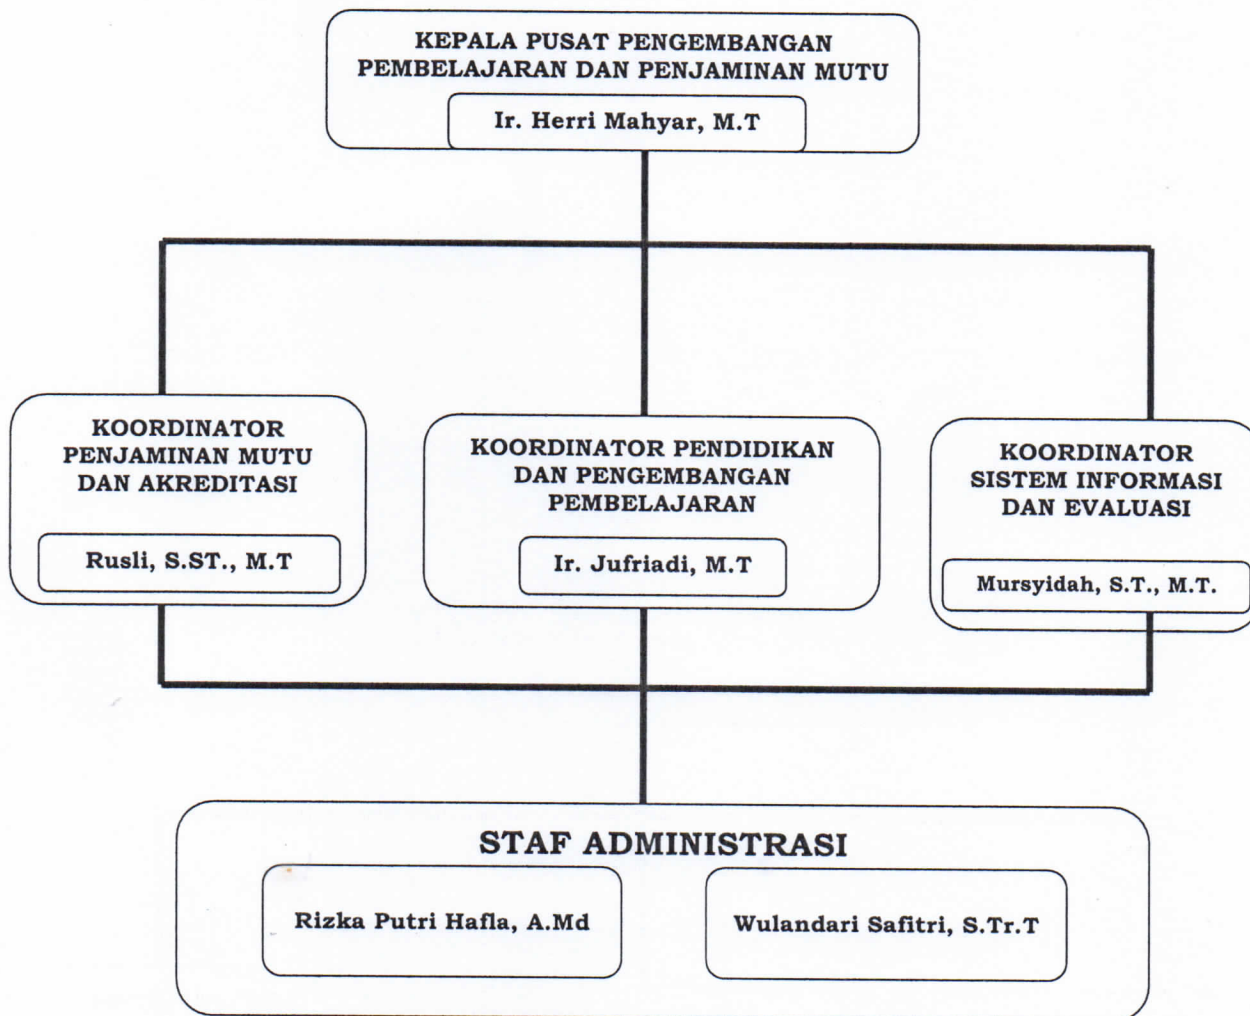 KEPALA PUSAT PENGEMBANGAN
PEMBELAJARAN DAN PENJAMINAN MUTU
Ir. Herri Mahyar, M.T
KOORDINATOR
PENJAMINAN MUTU
DAN AKREDITASI
Rusli, S.ST., M.T
KOORDINATOR PENDIDIKAN
DAN PENGEMBANGAN
PEMBELAJARAN
Ir. Jufriadi, M.T
KOORDINATOR
SISTEM INFORMASI
DAN EVALUASI
Mursyidah, S.T., M.T.
STAF ADMINISTRASI
Rizka Putri Hafla, A.Md
Wulandari Safitri, S.Tr.T